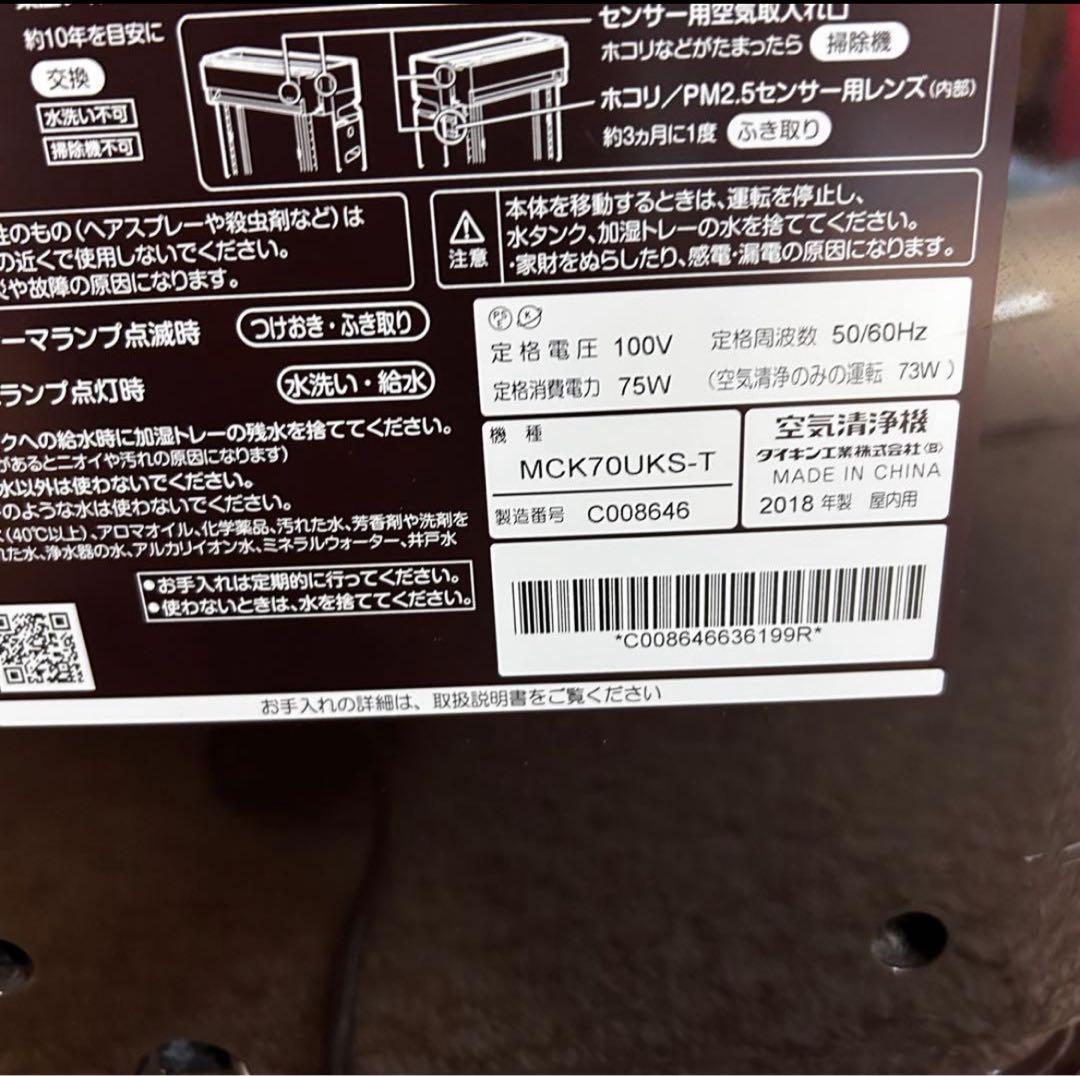 約10年を目安に
交換
水洗い不可
掃除機不可
センサー用空気取入れ口
ホコリなどがたまったら 掃除機
ホコリ/PM2.5センサー用レンズ(内部)
約3ヵ月に1度 ふき取り
性のもの(ヘアスプレーや殺虫剤など)は
の近くで使用しないでください。
や故障の原因になります。
注意
本体を移動するときは、運転を停止し、
水タンク、加湿トレーの水を捨ててください。
・家財をぬらしたり、感電・漏電の原因になります。
ーマランプ点滅時 つけおき・ふき取り
ランプ点灯時 水洗い・給水
クへの給水時に加湿トレーの残水を捨ててください。
があるとニオイや汚れの原因になります)
水以外は使わないでください。
のような水は使わないでください。
(40℃以上)、アロマオイル、化学薬品、汚れた水、芳香剤や洗剤を
れた水、浄水器の水、アルカリイオン水、ミネラルウォーター、井戸水
●お手入れは定期的に行ってください。
●使わないときは、水を捨ててください。
PSE
定格電圧 100V 定格周波数 50/60Hz
定格消費電力 75W (空気清浄のみの運転 73W)
機種
MCK70UKS-T
製造番号 C008646
空気清浄機
ダイキン工業株式会社(B)
MADE IN CHINA
2018 年製 屋内用
*C008646636199R*
お手入れの詳細は、取扱説明書をご覧ください